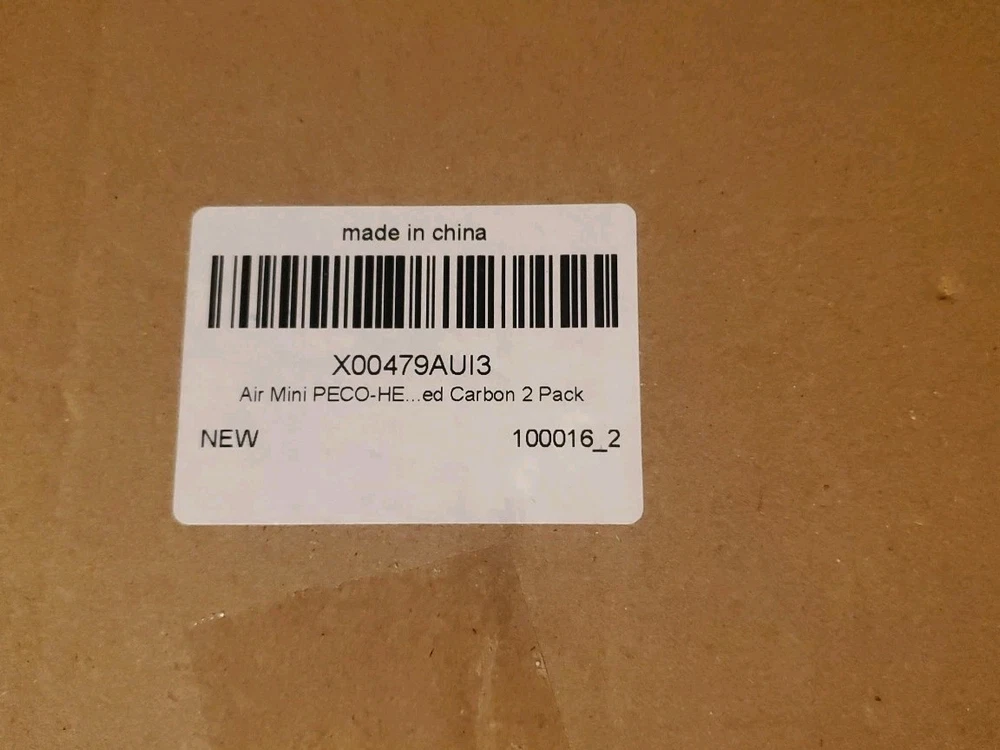 made in china
X00479AUI3
Air Mini PECO-HE...ed Carbon 2 Pack
NEW 100016_2